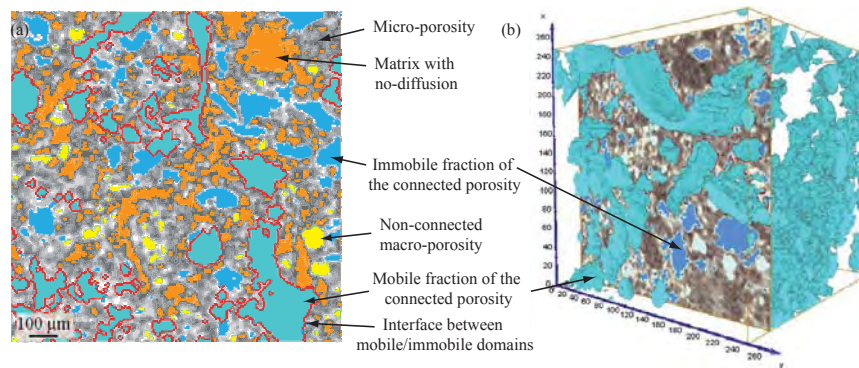 (a)
Micro-porosity
Matrix with
no-diffusion
Immobile fraction of
the connected porosity
Non-connected
macro-porosity
Mobile fraction of the
connected porosity
Interface between
mobile/immobile domains
100 µm
(b)
x
260
240
220
200
180
160
140
120
100
80
60
40
20
0
20 40 60 80 100 120 140 160 180 200 220 240 260